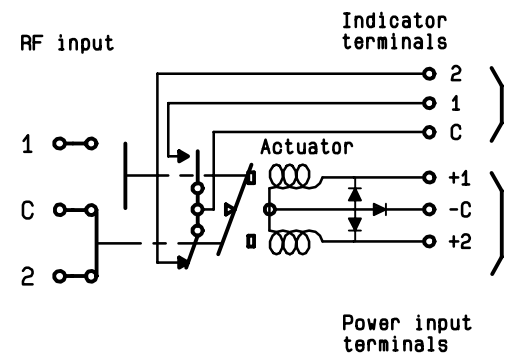 Indicator
terminals
RF input
2
1
C
1
Actuator
+1
C
-C
2
+2
Power input
terminals